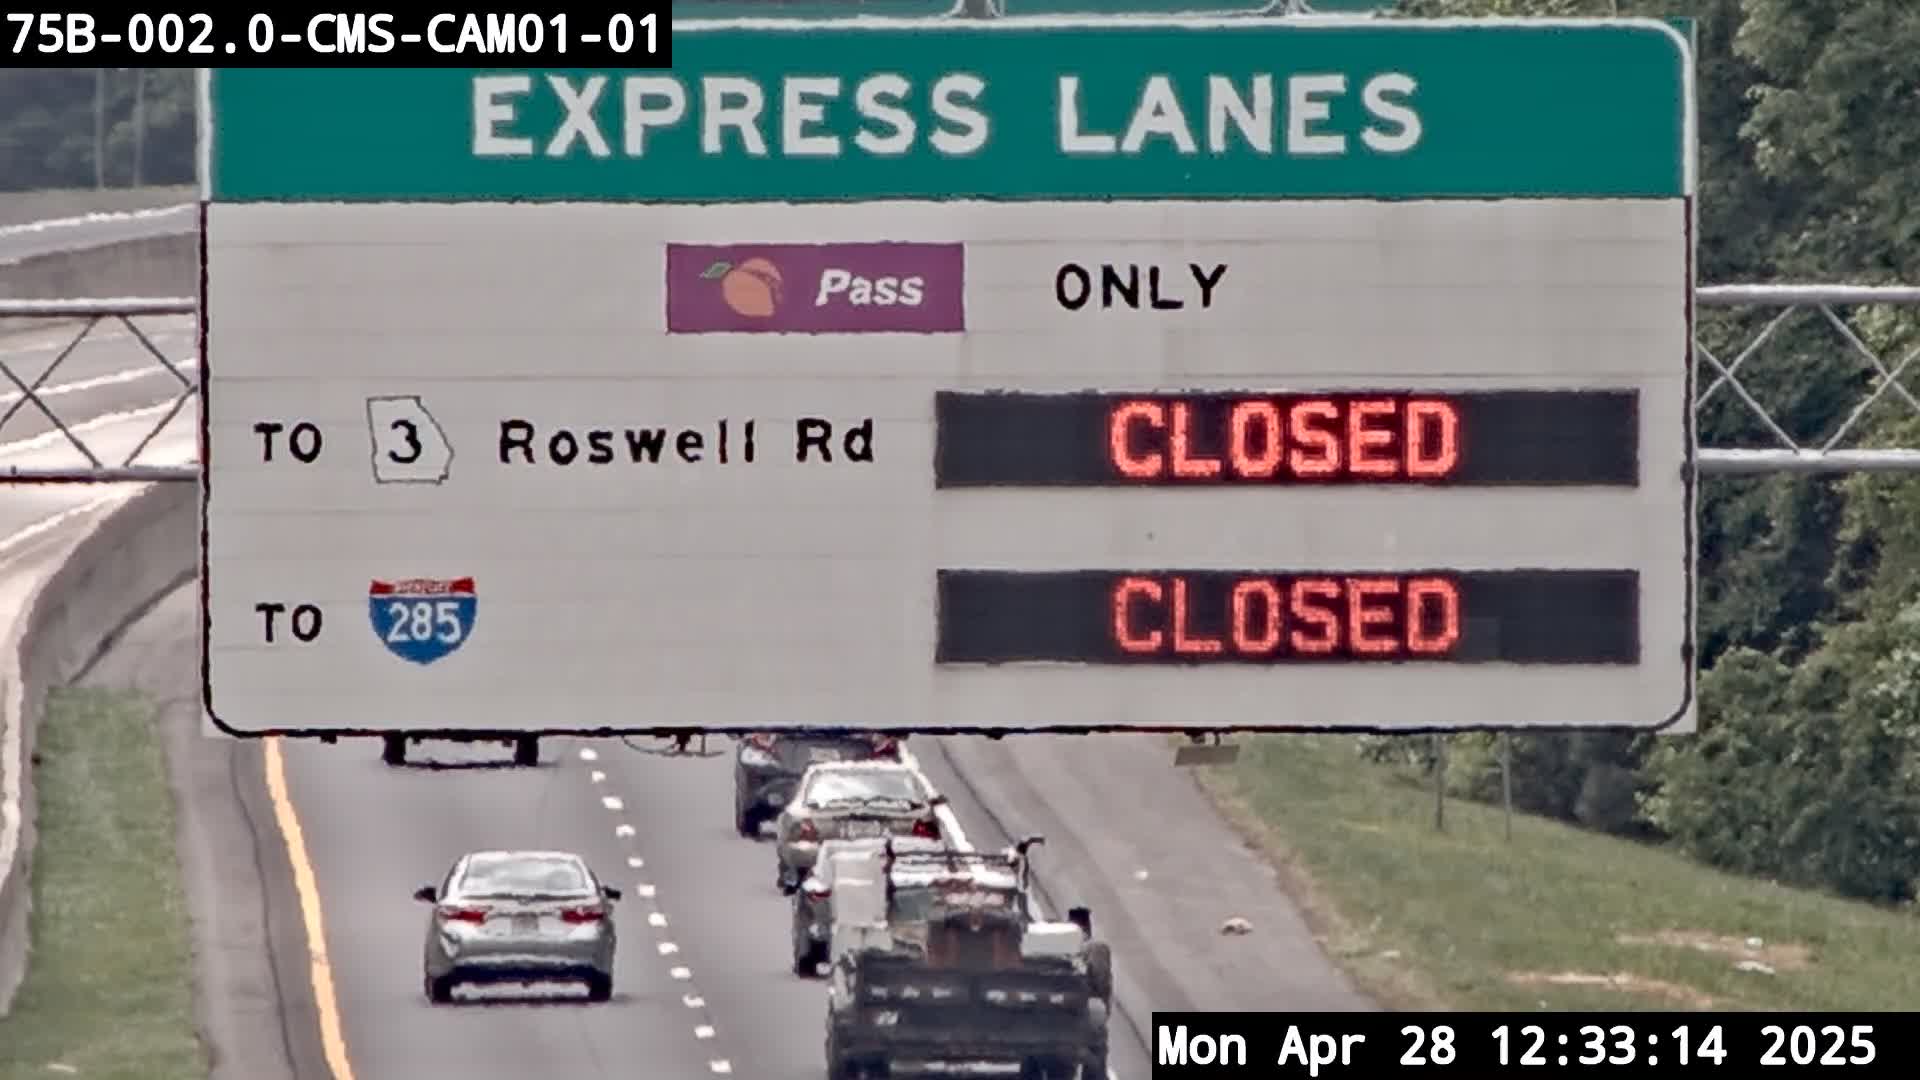 75B-002.0-CMS-CAM01-01
EXPRESS LANES
Pass ONLY
TO 3 Roswell Rd CLOSED
TO 285 CLOSED
Mon Apr 28 12:33:14 2025